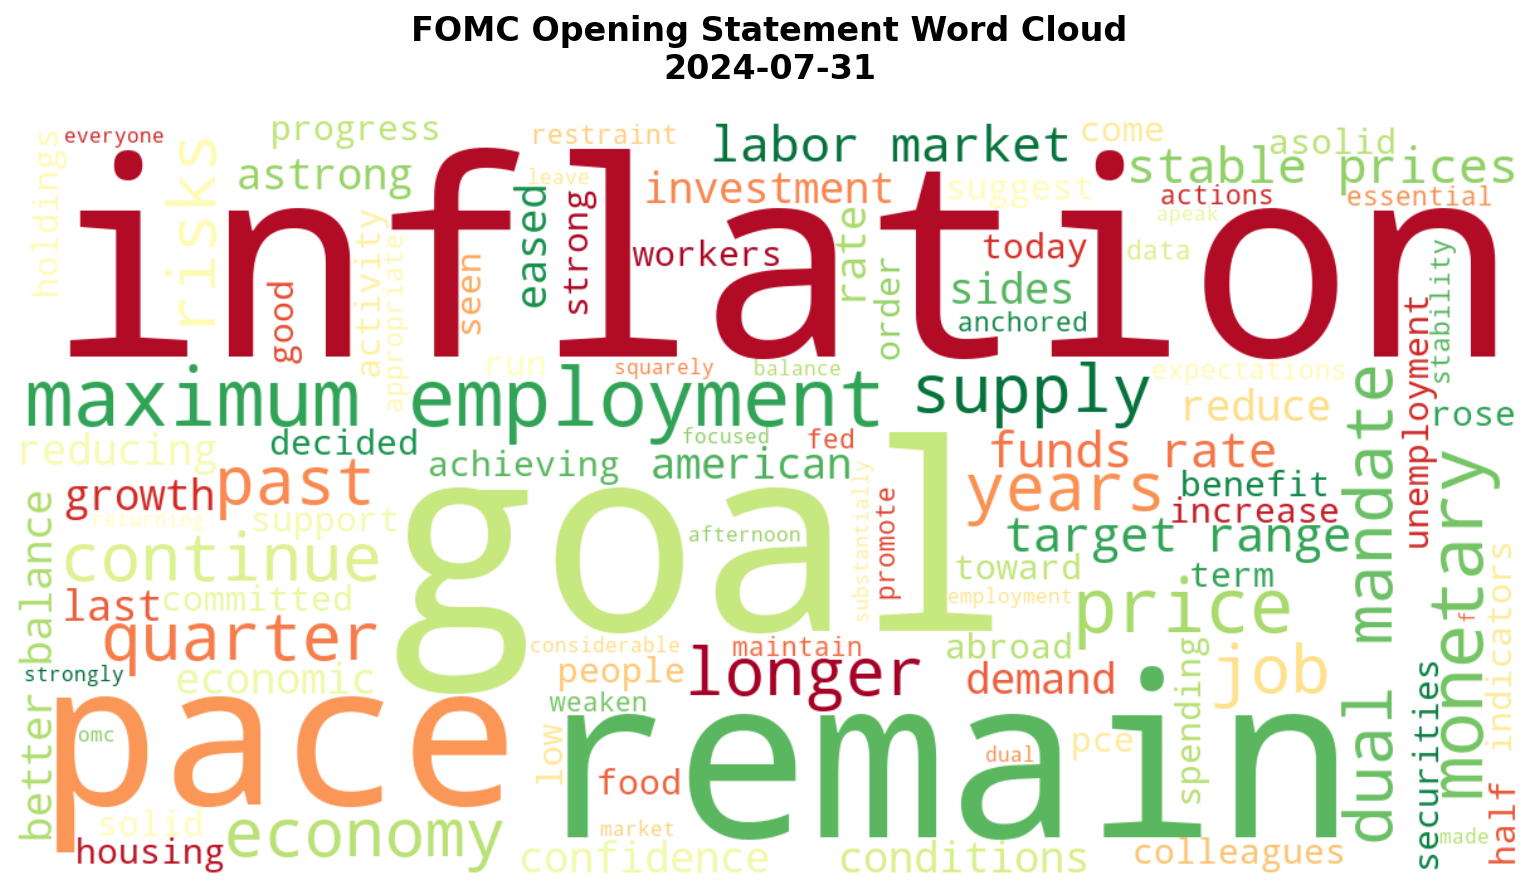 FOMC Opening Statement Word Cloud
2024-07-31
everyone
progress
restraint
labor market
come
asolid
holdings
risks
astrong
leave
investment
suggest
stable prices
actions
essential
apeak
inflation
activity
appropriate
seen
eased
strong
workers
rate
order
today
data
sides
anchored
good
stability
unemployment
run
squarely
balance
expectations
maximum employment
supply
reduce
rose
reducing
decided
focused
fed
funds rate
past
achieving
american
years
benefit
growth
increase
returning
support
goal
afternoon
substantially
promote
target range
mandate
monetary
continue
toward
term
last
committed
employment
price
quarter
considerable
maintain
abroad
f
indicators
better balance
strongly
economic
people
longer
demand
spending
job
weaken
pace
omc
remain
low
dual
pce
dual
securities
food
half
solid
economy
market
made
housing
confidence
conditions
colleagues